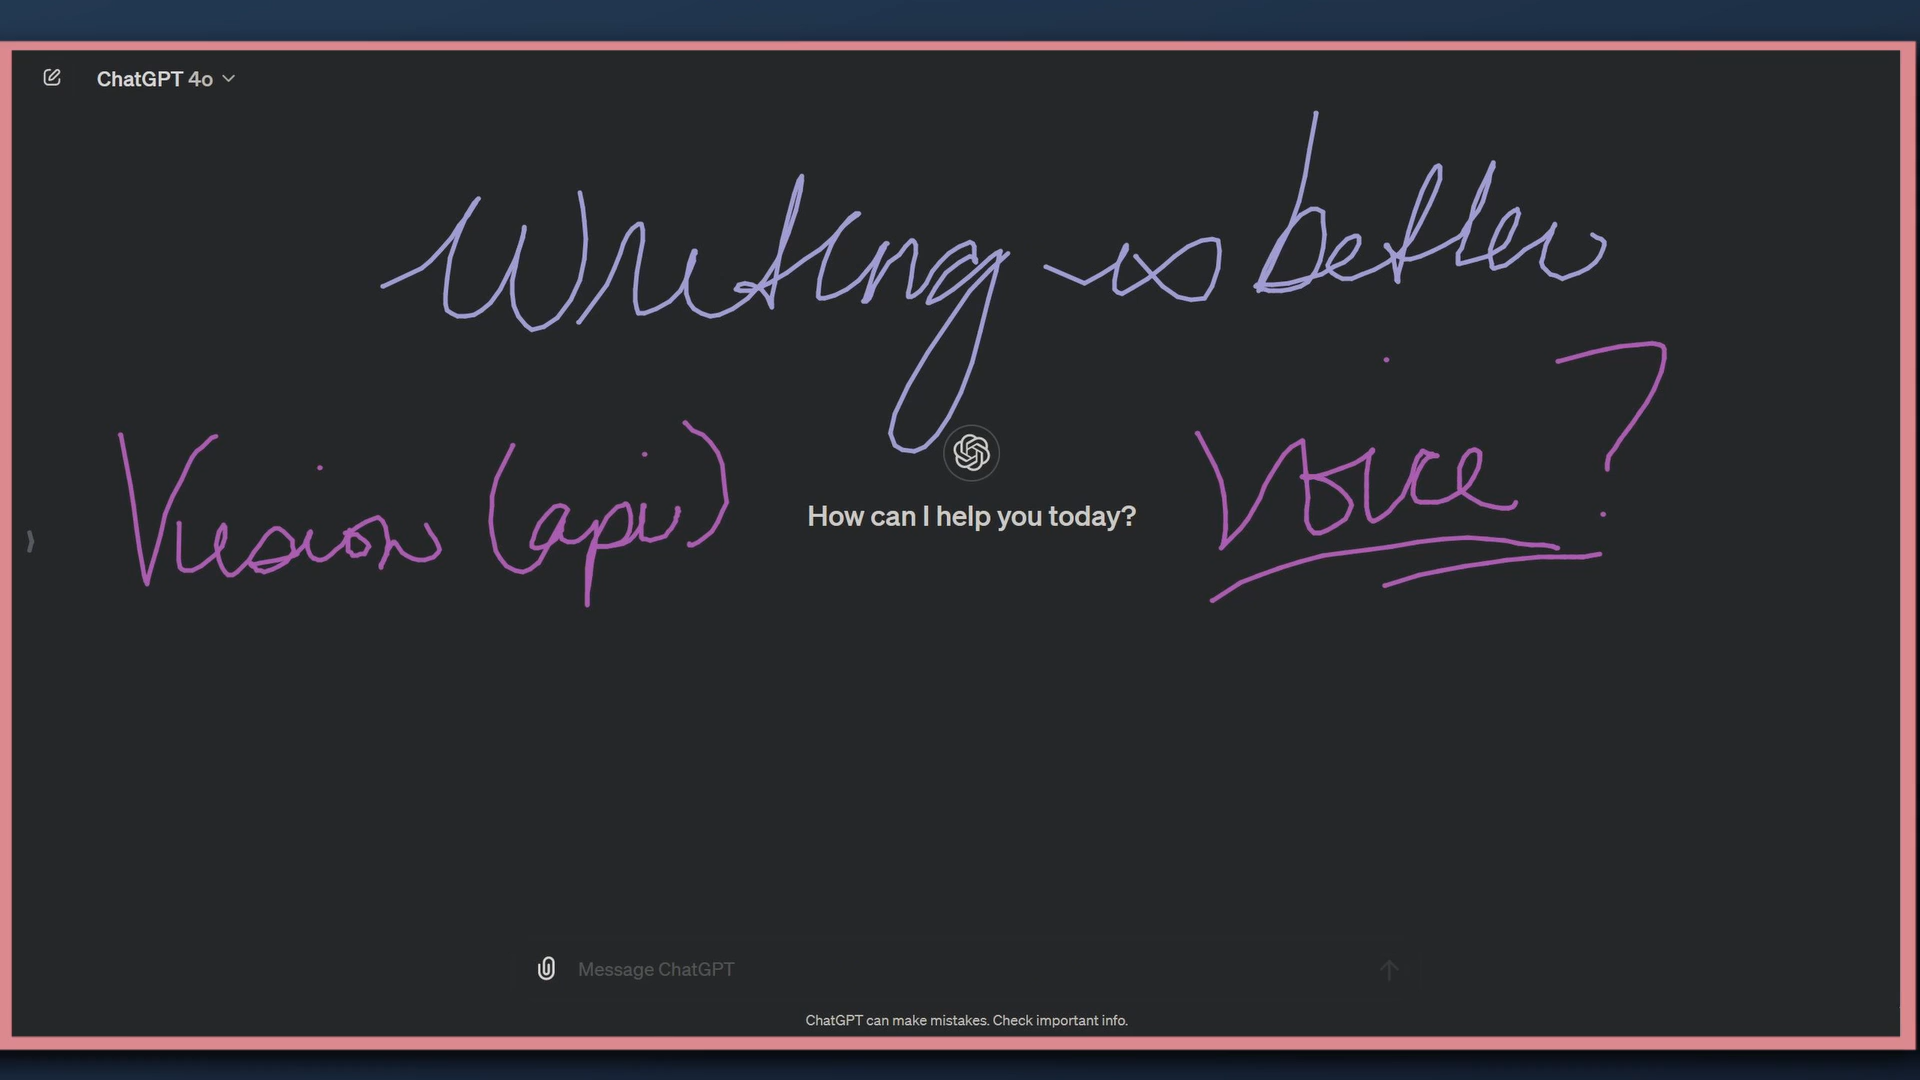 ChatGPT 4o
Writing is better
Vision (api)
Voice ?
How can I help you today?
Message ChatGPT
ChatGPT can make mistakes. Check important info.